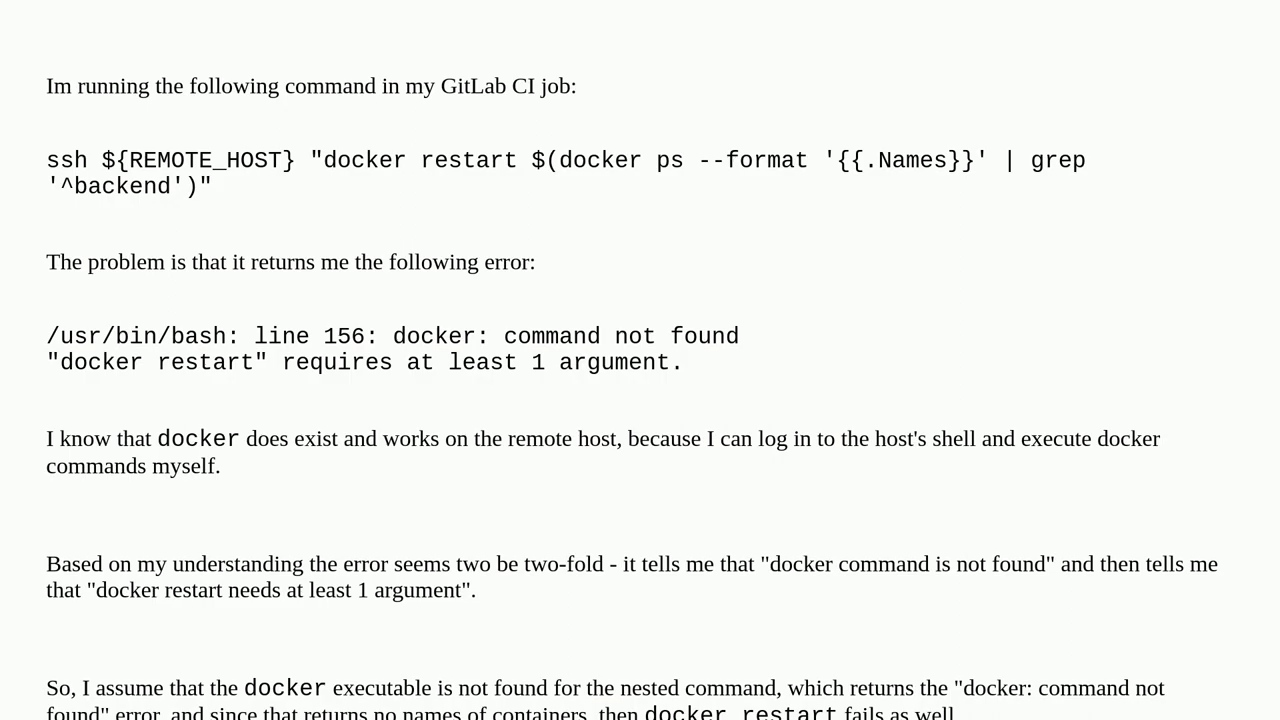 Im running the following command in my GitLab CI job:
ssh ${REMOTE_HOST} "docker restart $(docker ps --format '{{.Names}}' | grep
'^backend')"
The problem is that it returns me the following error:
/usr/bin/bash: line 156: docker: command not found
"docker restart" requires at least 1 argument.
I know that docker does exist and works on the remote host, because I can log in to the host's shell and execute docker
commands myself.
Based on my understanding the error seems two be two-fold - it tells me that "docker command is not found" and then tells me
that "docker restart needs at least 1 argument".
So, I assume that the docker executable is not found for the nested command, which returns the "docker: command not
found" error, and since that returns no names of containers, then docker restart fails as well.